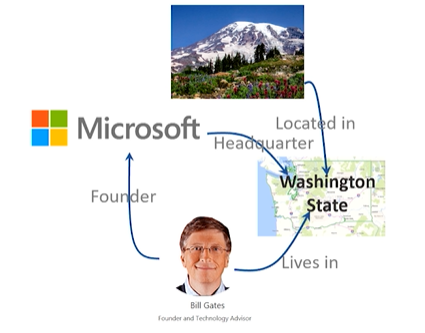 Located in
Microsoft
Headquarter
Washington
State
Founder
Lives in
Bill Gates
Founder and Technology Advisor